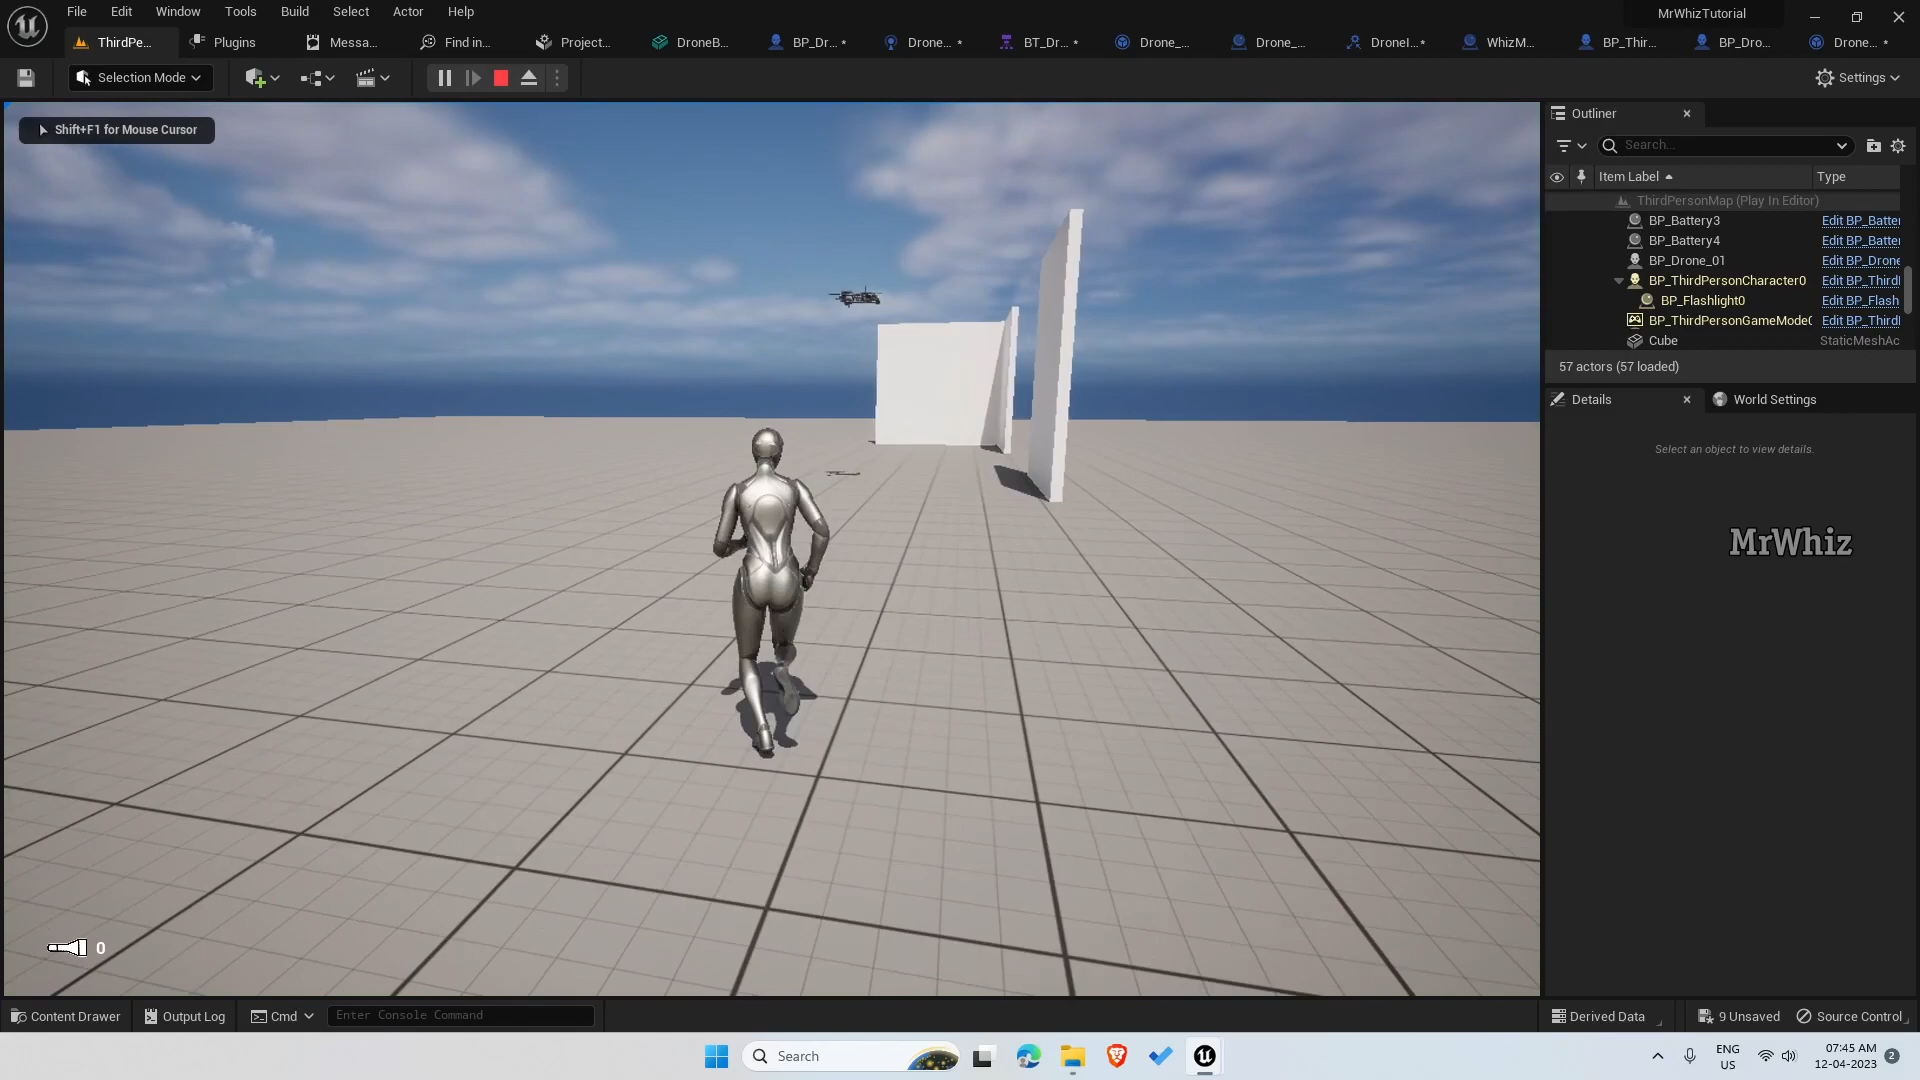 File Edit Window Tools Build Select Actor Help
MrWhizTutorial
ThirdPe... Plugins Messa... Find in... Project... DroneB... BP_Dr... * Drone... * BT_Dr... * Drone_... Drone_... DroneI...* WhizM... BP_Thir... BP_Dro... Drone... *
Selection Mode
Settings
Shift+F1 for Mouse Cursor
Outliner
Search...
Item Label Type
ThirdPersonMap (Play In Editor)
BP_Battery3 Edit BP_Batter
BP_Battery4 Edit BP_Batter
BP_Drone_01 Edit BP_Drone
BP_ThirdPersonCharacter0 Edit BP_Third
BP_Flashlight0 Edit BP_Flash
BP_ThirdPersonGameMode0 Edit BP_Third
Cube StaticMeshAc
57 actors (57 loaded)
Details World Settings
Select an object to view details.
MrWhiz
0
Content Drawer Output Log Cmd Enter Console Command Derived Data 9 Unsaved Source Control
Search
ENG
US
07:45 AM
12-04-2023
2